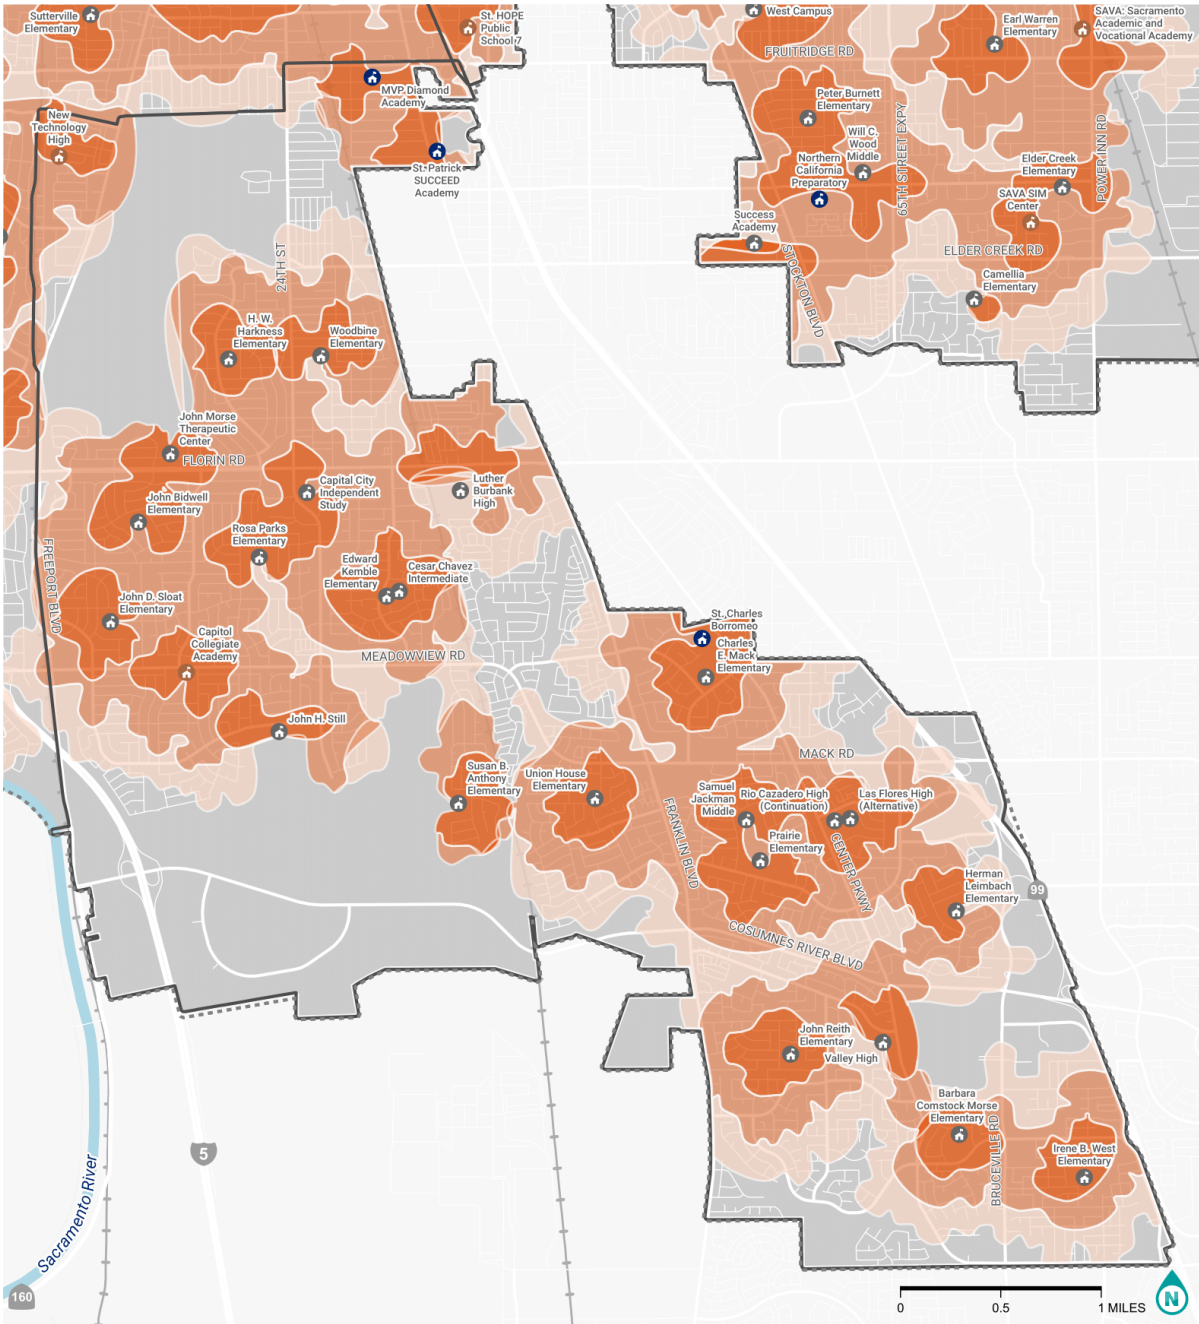 Sutterville
Elementary
St. HOPE
Public
School 7
West Campus
FRUITRIDGE RD
Earl Warren
Elementary
SAVA: Sacramento
Academic and
Vocational Academy
MVP Diamond
Academy
New
Technology
High
St. Patrick
SUCCEED
Academy
Peter Burnett
Elementary
Will C.
Wood
Middle
Northern
California
Preparatory
65TH STREET EXPY
POWER INN RD
Elder Creek
Elementary
SAVA SIM
Center
Success
Academy
ELDER CREEK RD
STOCKTON BLVD
Camellia
Elementary
24TH ST
H. W.
Harkness
Elementary
Woodbine
Elementary
John Morse
Therapeutic
Center
FLORIN RD
Capital City
Independent
Study
Luther
Burbank
High
John Bidwell
Elementary
Rosa Parks
Elementary
Edward
Kemble
Elementary
Cesar Chavez
Intermediate
FREEPORT BLVD
John D. Sloat
Elementary
Capitol
Collegiate
Academy
MEADOWVIEW RD
St. Charles
Borromeo
Charles
E. Mack
Elementary
John H. Still
MACK RD
Susan B.
Anthony
Elementary
Union House
Elementary
Samuel
Jackman
Middle
Rio Cazadero High
(Continuation)
Las Flores High
(Alternative)
Prairie
Elementary
FRANKLIN BLVD
CENTER PKWY
Herman
Leimbach
Elementary
99
COSUMNES RIVER BLVD
John Reith
Elementary
Valley High
Barbara
Comstock Morse
Elementary
BRUCEVILLE RD
Irene B. West
Elementary
5
Sacramento River
160
0 0.5 1 MILES
N